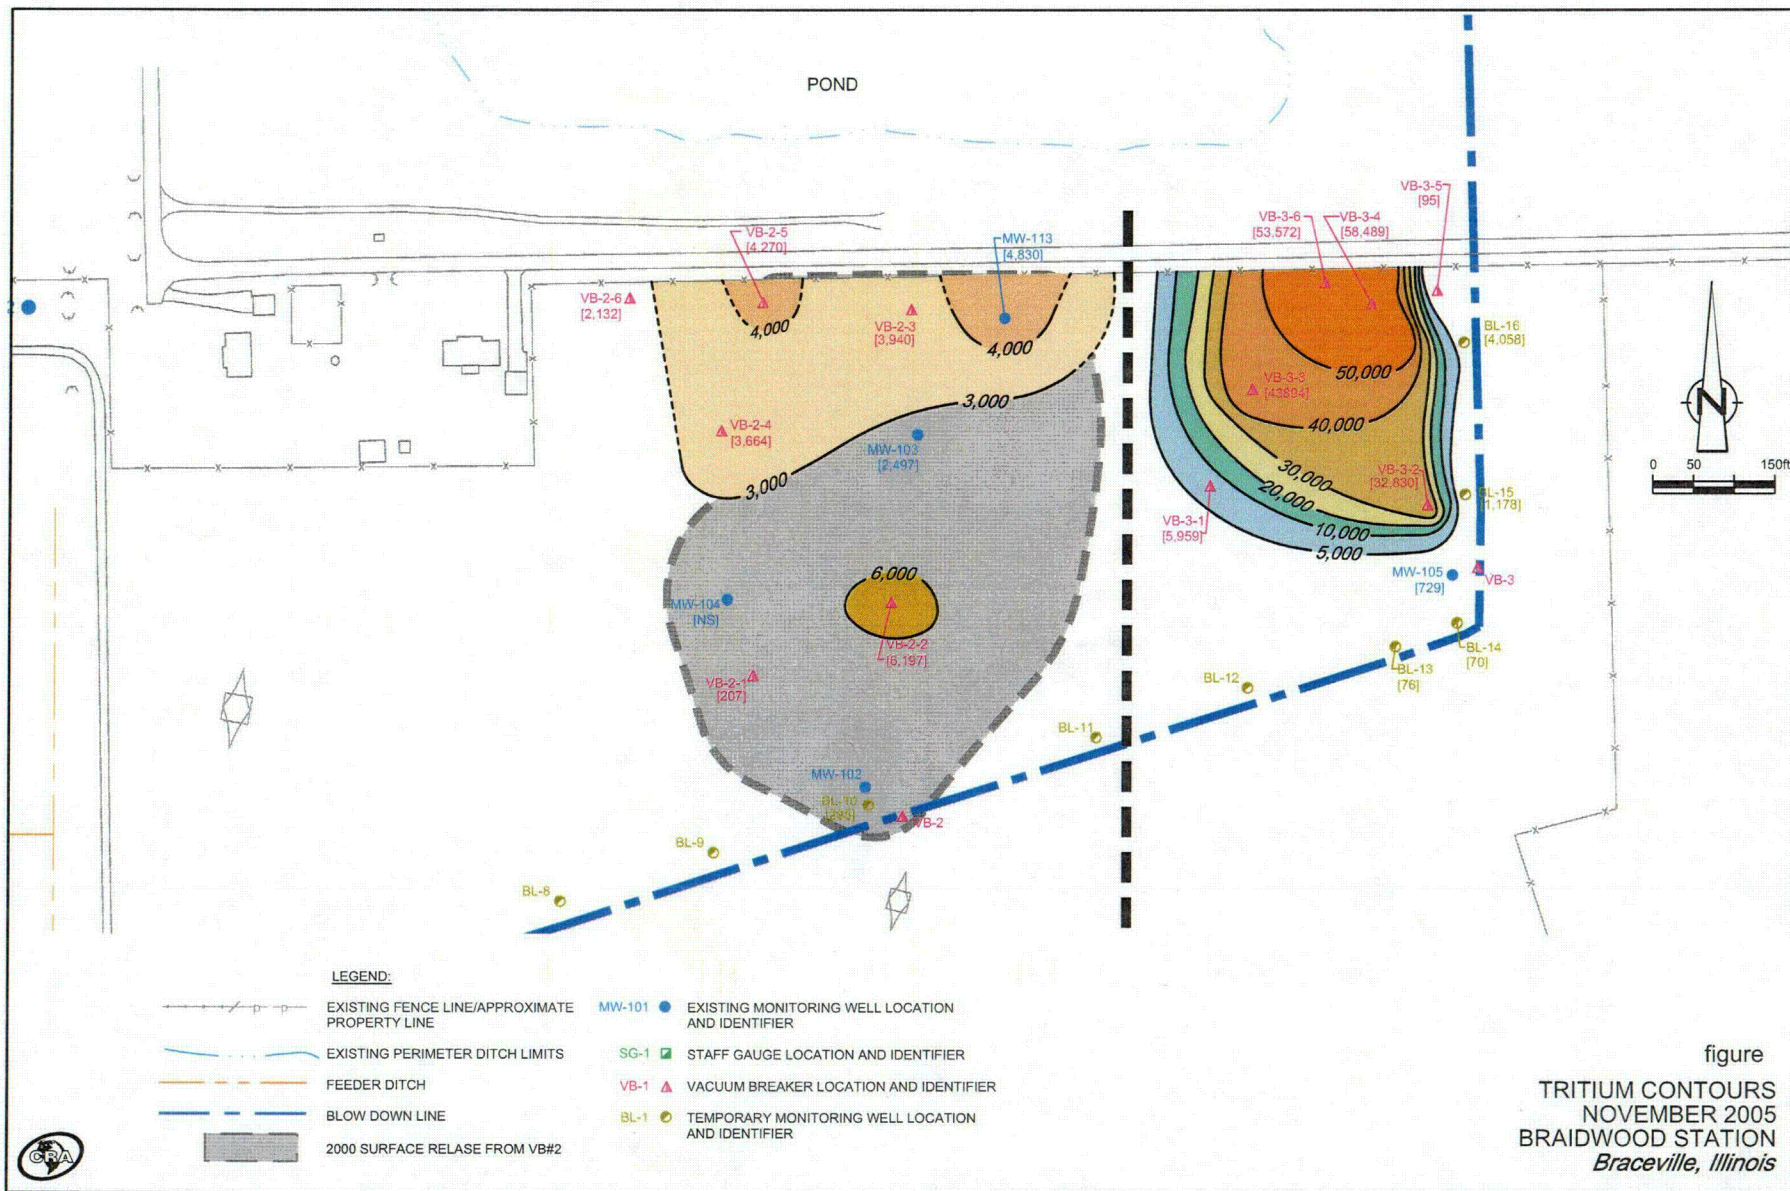 POND
VB-3-5
[95]
VB-3-6
[53,572]
VB-3-4
[58,489]
VB-2-5
[4,270]
MW-113
[4,830]
VB-2-6
[2,132]
4,000
VB-2-3
[3,940]
4,000
BL-16
[4,058]
50,000
VB-3-3
[43894]
3,000
40,000
N
VB-2-4
[3,664]
MW-103
[2,497]
0 50 150ft
30,000
VB-3-2
[32,830]
3,000
20,000
BL-15
[1,178]
VB-3-1
[5,959]
10,000
5,000
6,000
MW-105
[729]
VB-3
MW-104
[NS]
VB-2-2
[6,197]
BL-14
[70]
BL-13
[76]
VB-2-1
[207]
BL-12
BL-11
MW-102
BL-10
VB-2
BL-9
BL-8
LEGEND:
EXISTING FENCE LINE/APPROXIMATE
PROPERTY LINE
EXISTING PERIMETER DITCH LIMITS
FEEDER DITCH
BLOW DOWN LINE
2000 SURFACE RELASE FROM VB#2
MW-101 EXISTING MONITORING WELL LOCATION
AND IDENTIFIER
SG-1 STAFF GAUGE LOCATION AND IDENTIFIER
VB-1 VACUUM BREAKER LOCATION AND IDENTIFIER
BL-1 TEMPORARY MONITORING WELL LOCATION
AND IDENTIFIER
figure
TRITIUM CONTOURS
NOVEMBER 2005
BRAIDWOOD STATION
Braceville, Illinois
CRA